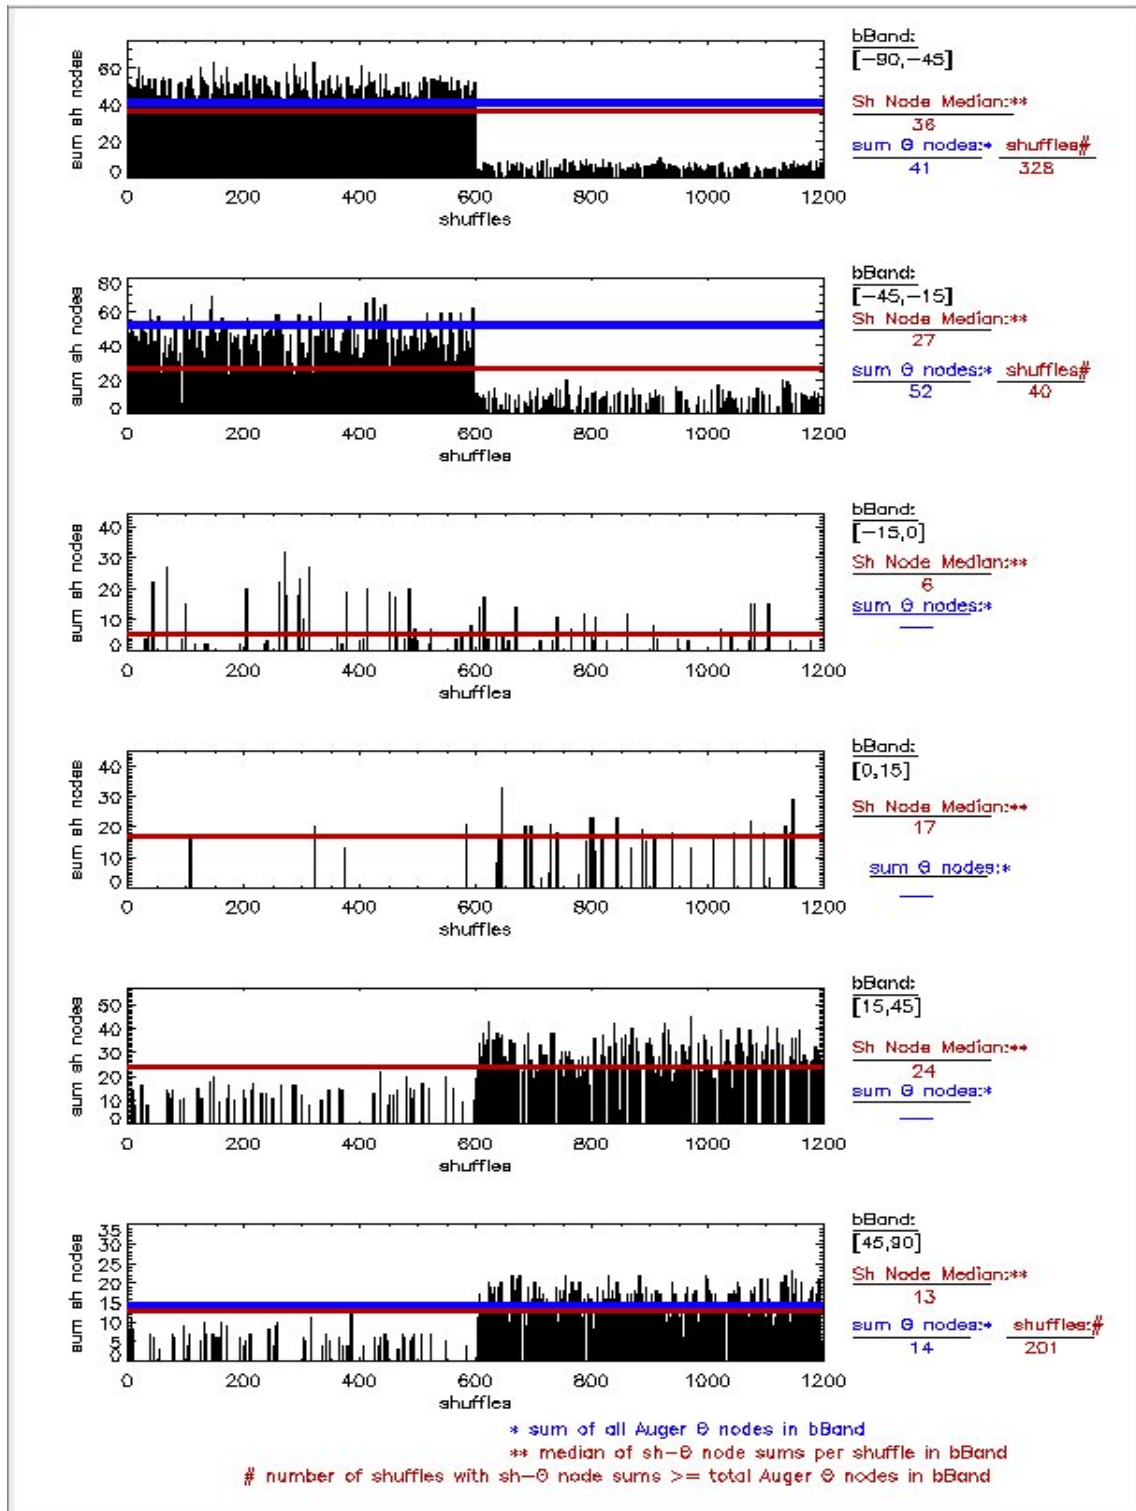 bBand:
[−90,−45]
Sh Node Median:**
36
sum Θ nodes:* shuffles#
41 328
sum sh nodes
60
40
20
0
0 200 400 600 800 1000 1200
shuffles
bBand:
[−45,−15]
Sh Node Median:**
27
sum Θ nodes:* shuffles#
52 40
sum sh nodes
80
60
40
20
0
0 200 400 600 800 1000 1200
shuffles
bBand:
[−15,0]
Sh Node Median:**
6
sum Θ nodes:*
sum sh nodes
40
30
20
10
0
0 200 400 600 800 1000 1200
shuffles
bBand:
[0,15]
Sh Node Median:**
17
sum Θ nodes:*
sum sh nodes
40
30
20
10
0
0 200 400 600 800 1000 1200
shuffles
bBand:
[15,45]
Sh Node Median:**
24
sum Θ nodes:*
sum sh nodes
50
40
30
20
10
0
0 200 400 600 800 1000 1200
shuffles
bBand:
[45,90]
Sh Node Median:**
13
sum Θ nodes:* shuffles:#
14 201
sum sh nodes
35
30
25
20
15
10
5
0
0 200 400 600 800 1000 1200
shuffles
* sum of all Auger Θ nodes in bBand
** median of sh−Θ node sums per shuffle in bBand
# number of shuffles with sh−Θ node sums >= total Auger Θ nodes in bBand